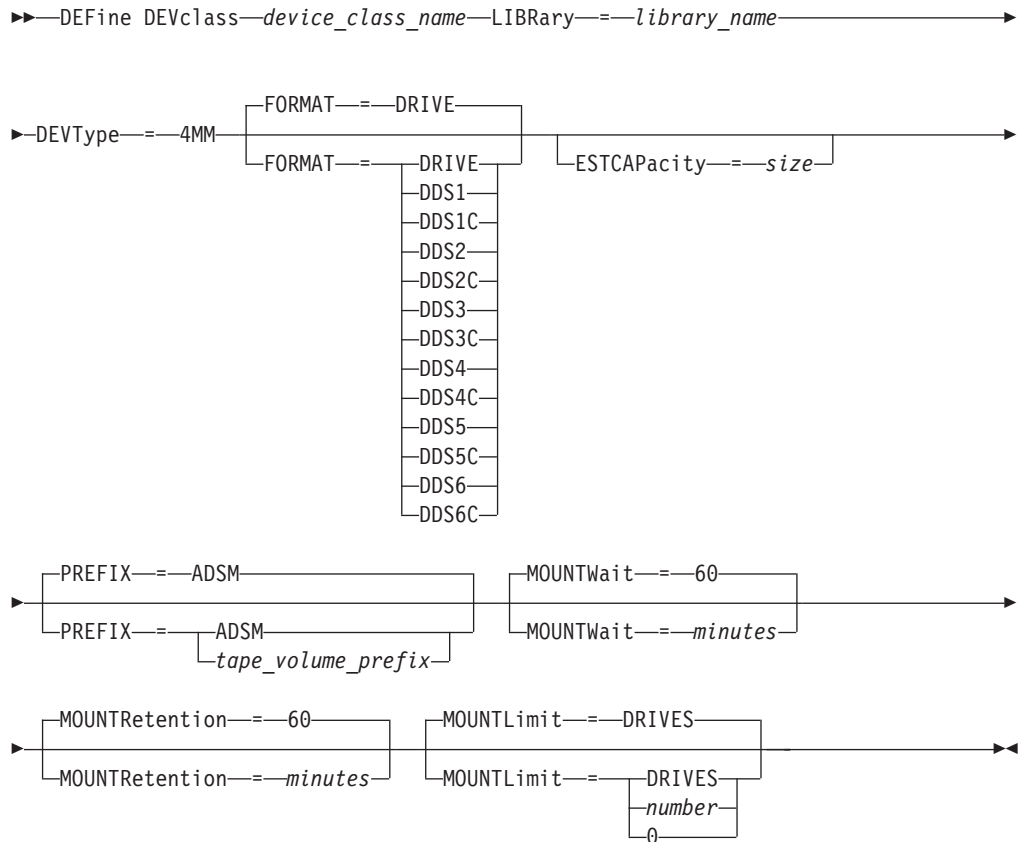 DEFine DEVclass device_class_name LIBRary = library_name
FORMAT = DRIVE
DEVType = 4MM
FORMAT = DRIVE
ESTCAPacity = size
DDS1
DDS1C
DDS2
DDS2C
DDS3
DDS3C
DDS4
DDS4C
DDS5
DDS5C
DDS6
DDS6C
PREFIX = ADSM MOUNTWait = 60
PREFIX = ADSM MOUNTWait = minutes
tape_volume_prefix
MOUNTRetention = 60 MOUNTLimit = DRIVES
MOUNTRetention = minutes MOUNTLimit = DRIVES
number
0